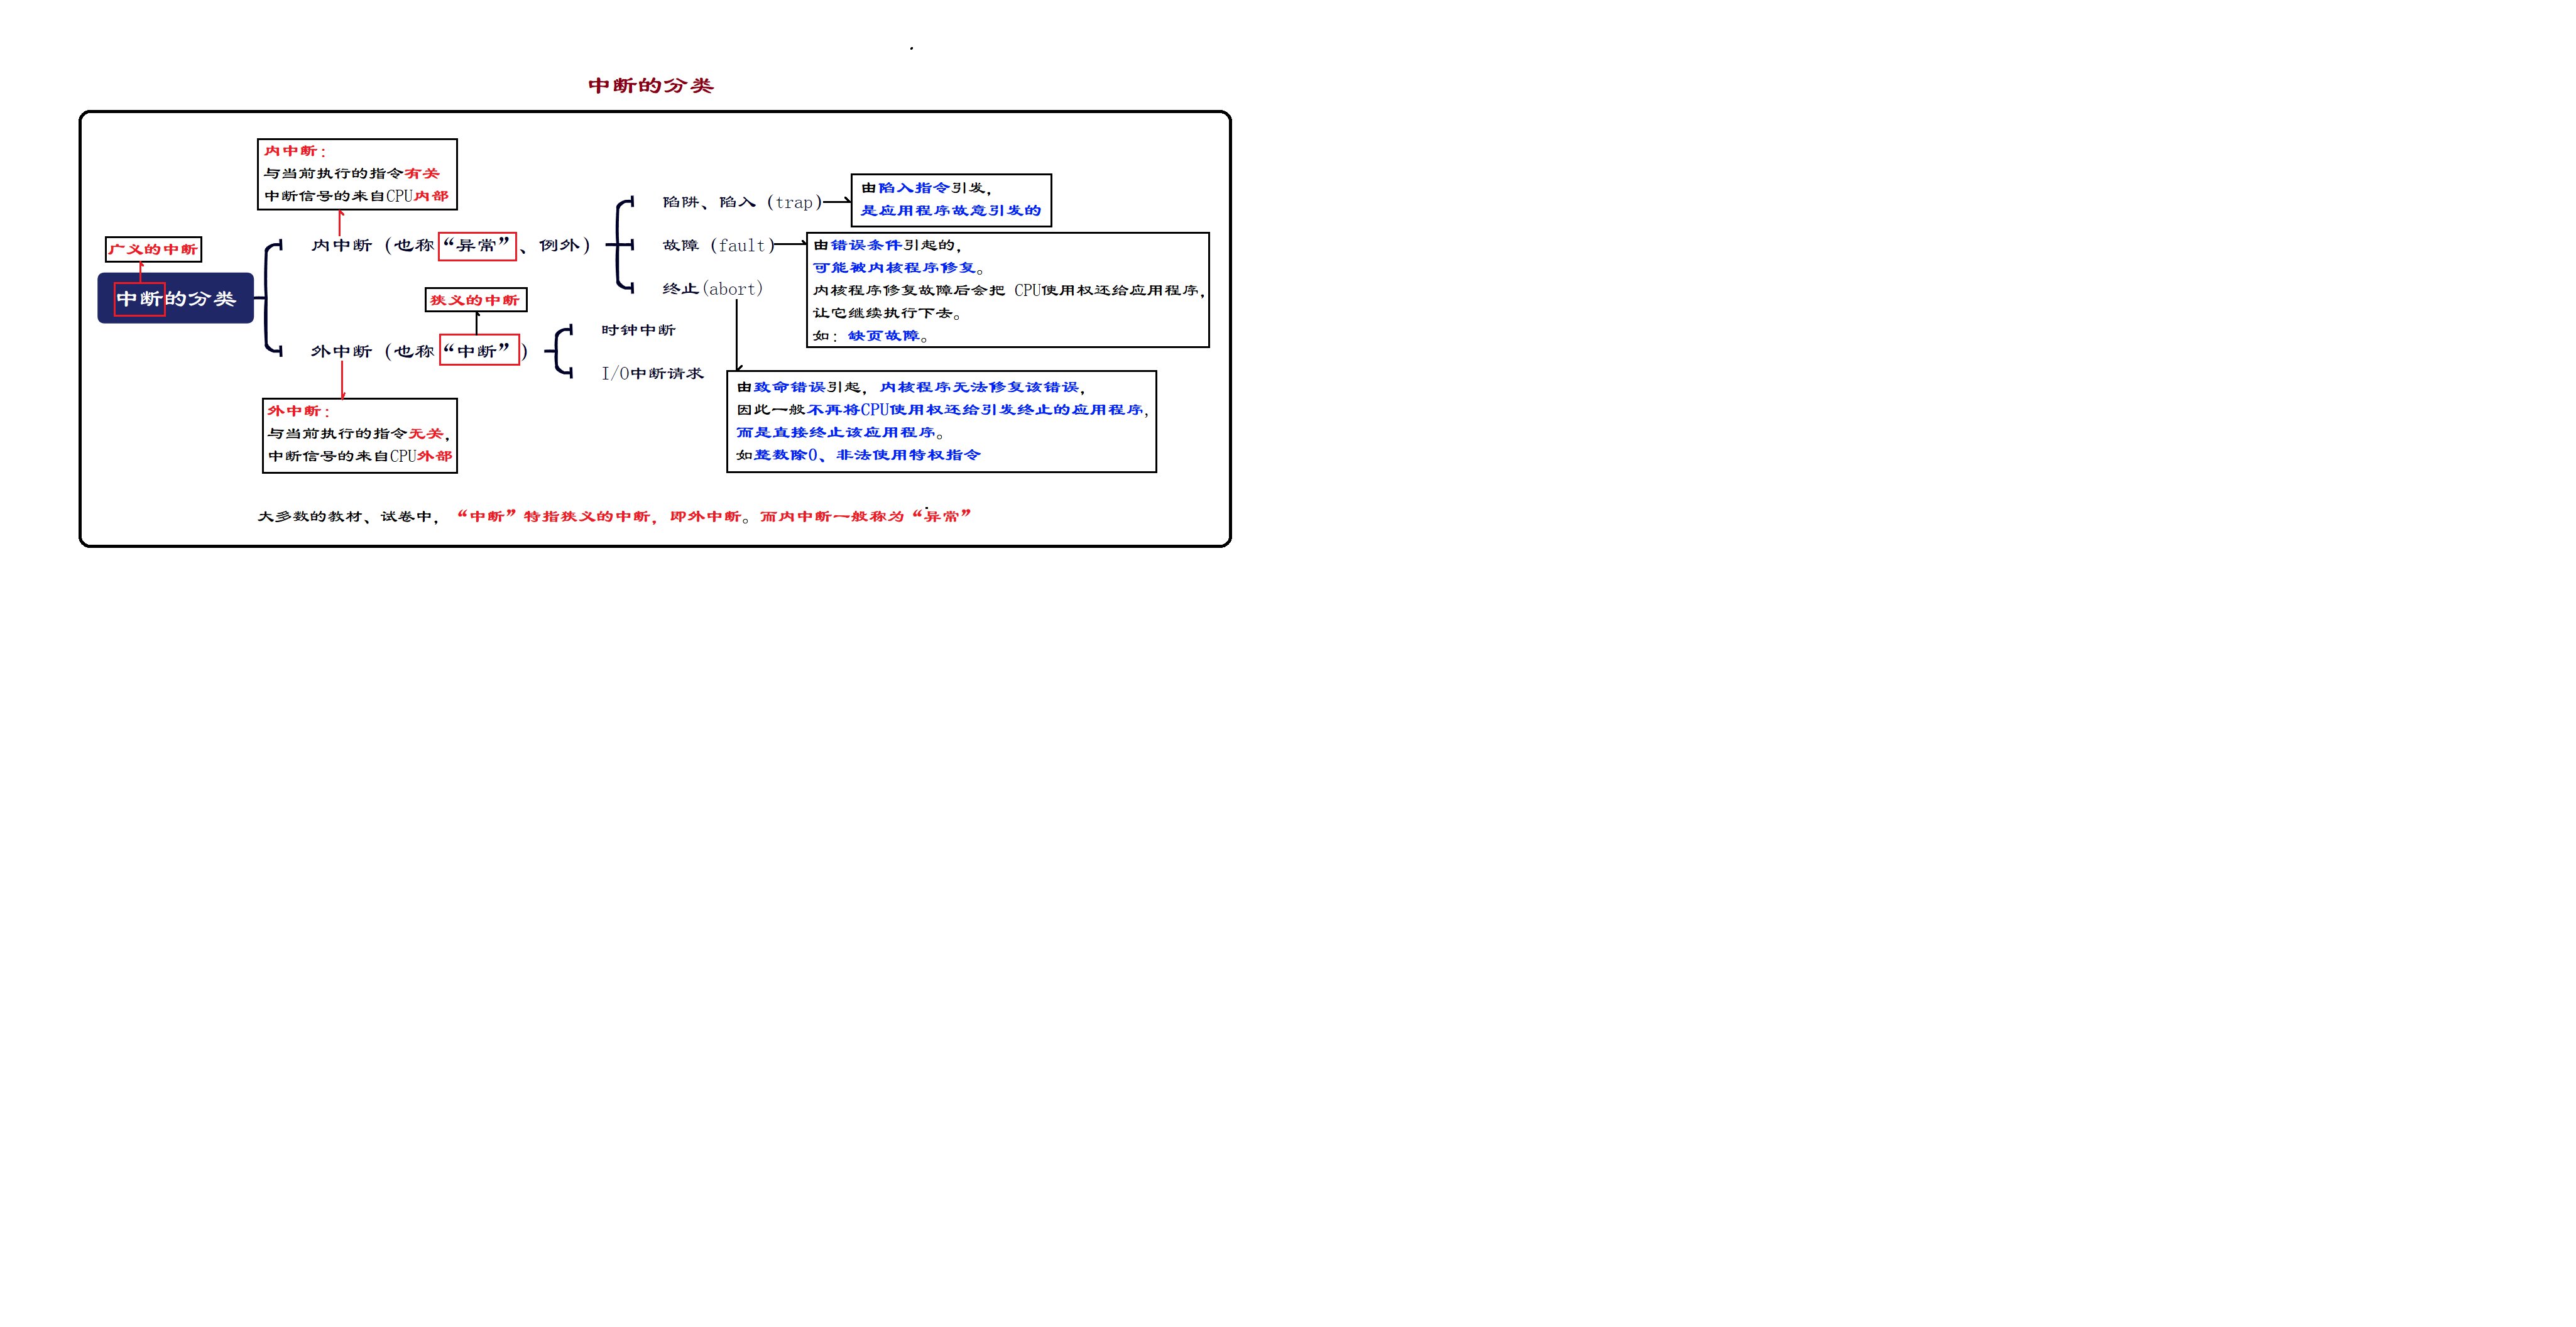 中断的分类
内中断：
与当前执行的指令有关
中断信号的来自CPU内部
广义的中断
中断的分类
内中断（也称“异常”、例外）
陷阱、陷入（trap）
由陷入指令引发，
是应用程序故意引发的
故障（fault）
由错误条件引起的，
可能被内核程序修复。
内核程序修复故障后会把 CPU使用权还给应用程序，
让它继续执行下去。
如：缺页故障。
终止(abort)
由致命错误引起，内核程序无法修复该错误，
因此一般不再将CPU使用权还给引发终止的应用程序，
而是直接终止该应用程序。
如整数除0、非法使用特权指令
狭义的中断
外中断（也称“中断”）
时钟中断
I/O中断请求
外中断：
与当前执行的指令无关，
中断信号的来自CPU外部
大多数的教材、试卷中，“中断”特指狭义的中断，即外中断。而内中断一般称为“异常”